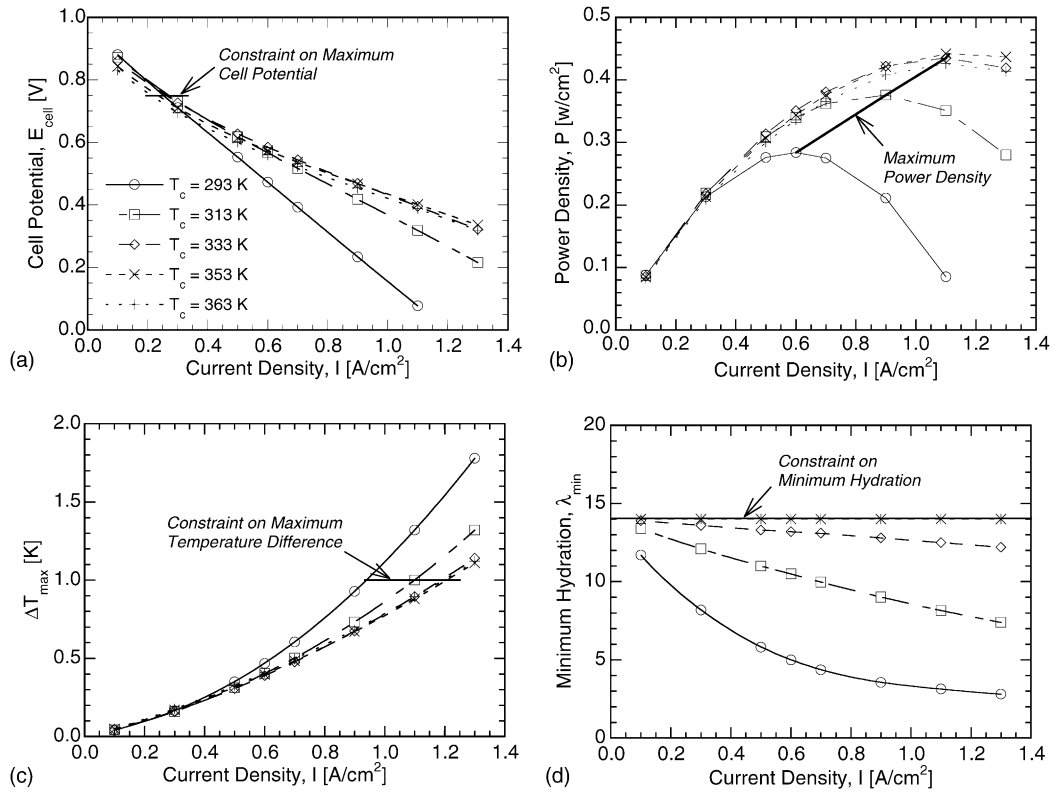 1.0
0.8
0.6
0.4
0.2
0.0
Cell Potential, E_cell [V]
Constraint on Maximum
Cell Potential
T_c = 293 K
T_c = 313 K
T_c = 333 K
T_c = 353 K
T_c = 363 K
0.0 0.2 0.4 0.6 0.8 1.0 1.2 1.4
Current Density, I [A/cm²]
(a)
0.5
0.4
0.3
0.2
0.1
0.0
Power Density, P [w/cm²]
Maximum
Power Density
0.0 0.2 0.4 0.6 0.8 1.0 1.2 1.4
Current Density, I [A/cm²]
(b)
2.0
1.5
1.0
0.5
0.0
ΔT_max [K]
Constraint on Maximum
Temperature Difference
0.0 0.2 0.4 0.6 0.8 1.0 1.2 1.4
Current Density, I [A/cm²]
(c)
20
15
10
5
0
Minimum Hydration, λ_min
Constraint on
Minimum Hydration
0.0 0.2 0.4 0.6 0.8 1.0 1.2 1.4
Current Density, I [A/cm²]
(d)